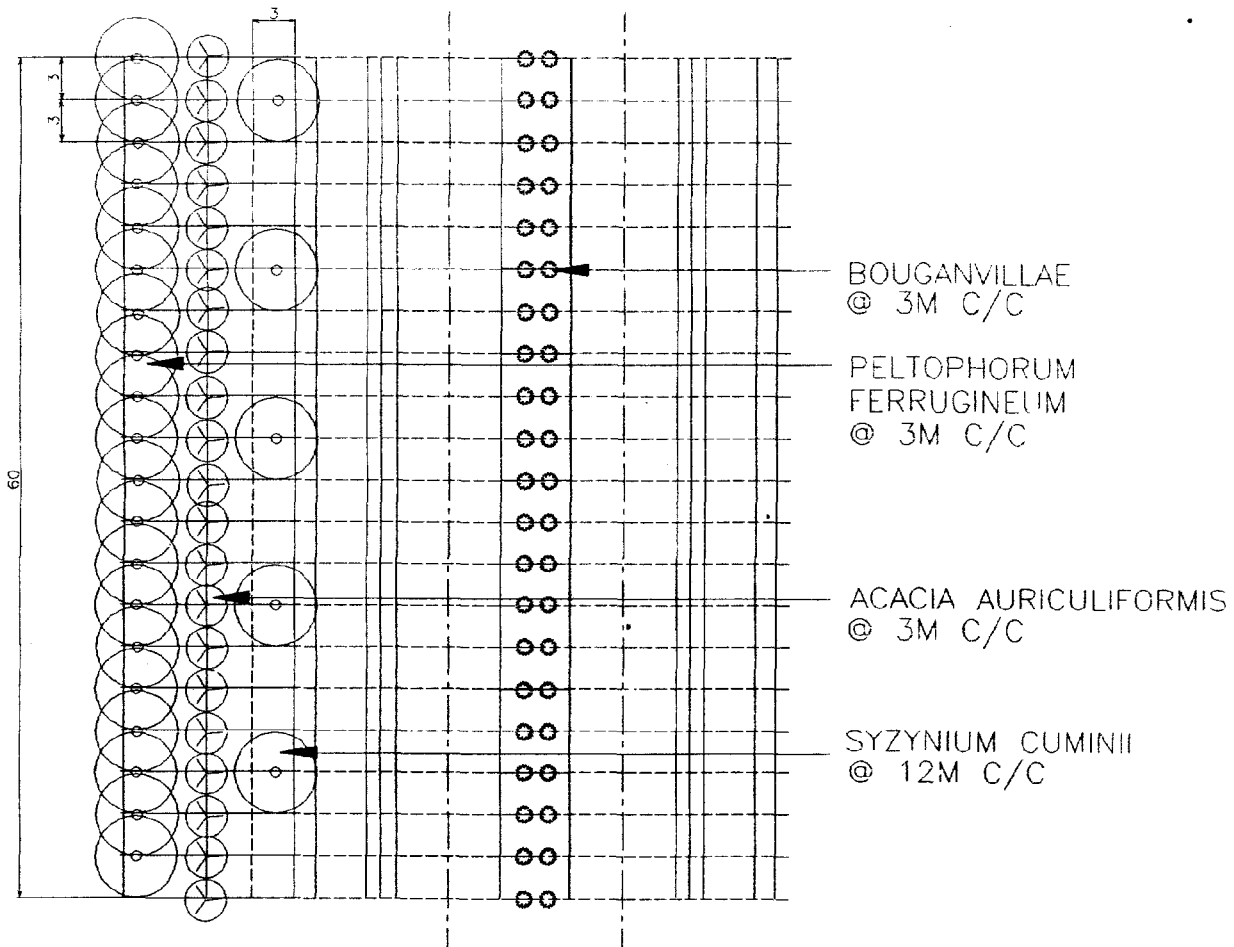 3
3
3
60
BOUGANVILLAE
@ 3M C/C
PELTOPHORUM
FERRUGINEUM
@ 3M C/C
ACACIA AURICULIFORMIS
@ 3M C/C
SYZYNIUM CUMINII
@ 12M C/C